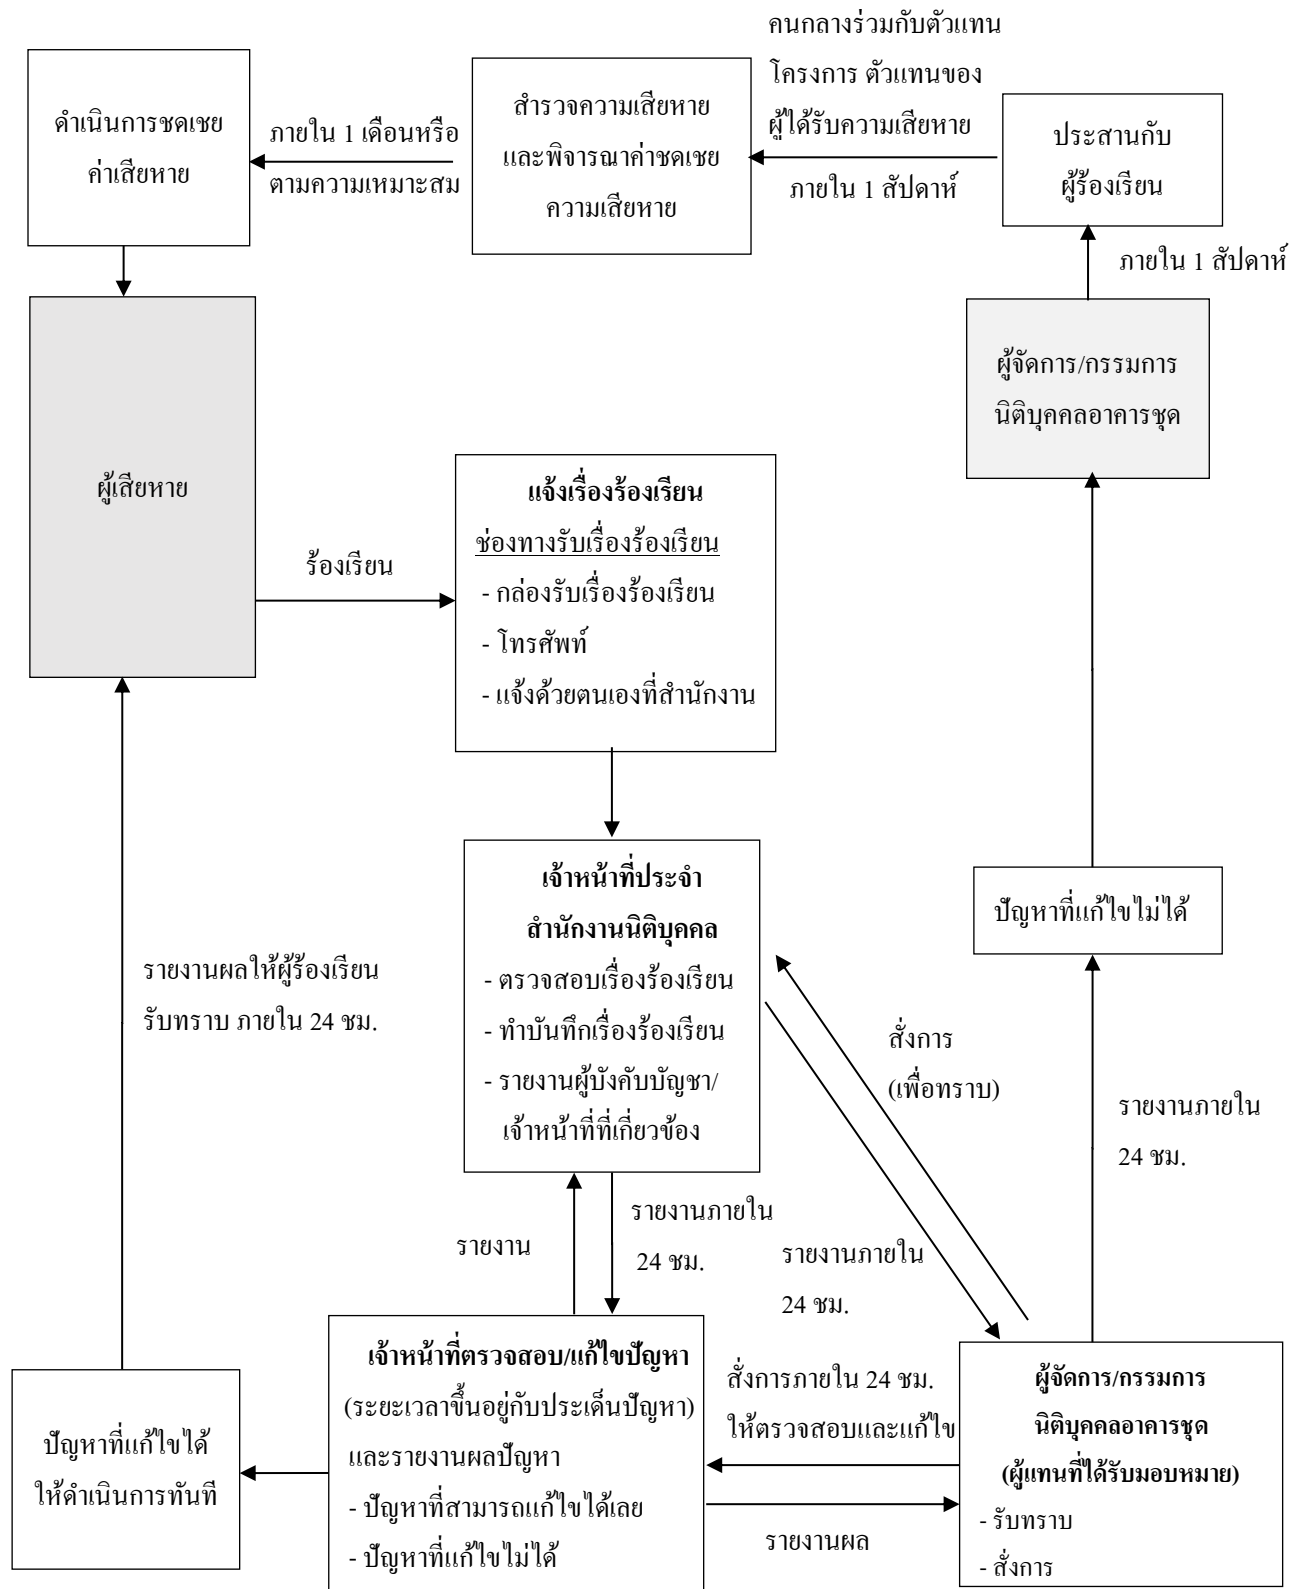 คนกลางร่วมกับตัวแทน
โครงการ ตัวแทนของ
ผู้ได้รับความเสียหาย
ภายใน 1 สัปดาห์
ดำเนินการชดเชย
ค่าเสียหาย
ภายใน 1 เดือนหรือ
ตามความเหมาะสม
สำรวจความเสียหาย
และพิจารณาค่าชดเชย
ความเสียหาย
ประสานกับ
ผู้ร้องเรียน
ภายใน 1 สัปดาห์
ผู้จัดการ/กรรมการ
นิติบุคคลอาคารชุด
ผู้เสียหาย
ร้องเรียน
แจ้งเรื่องร้องเรียน
ช่องทางรับเรื่องร้องเรียน
- กล่องรับเรื่องร้องเรียน
- โทรศัพท์
- แจ้งด้วยตนเองที่สำนักงาน
เจ้าหน้าที่ประจำ
สำนักงานนิติบุคคล
- ตรวจสอบเรื่องร้องเรียน
- ทำบันทึกเรื่องร้องเรียน
- รายงานผู้บังคับบัญชา/
เจ้าหน้าที่ที่เกี่ยวข้อง
ปัญหาที่แก้ไขไม่ได้
รายงานผลให้ผู้ร้องเรียน
รับทราบ ภายใน 24 ชม.
สั่งการ
(เพื่อทราบ)
รายงานภายใน
24 ชม.
รายงาน
รายงานภายใน
24 ชม.
รายงานภายใน
24 ชม.
ปัญหาที่แก้ไขได้
ให้ดำเนินการทันที
เจ้าหน้าที่ตรวจสอบ/แก้ไขปัญหา
(ระยะเวลาขึ้นอยู่กับประเด็นปัญหา)
และรายงานผลปัญหา
- ปัญหาที่สามารถแก้ไขได้เลย
- ปัญหาที่แก้ไขไม่ได้
สั่งการภายใน 24 ชม.
ให้ตรวจสอบและแก้ไข
รายงานผล
ผู้จัดการ/กรรมการ
นิติบุคคลอาคารชุด
(ผู้แทนที่ได้รับมอบหมาย)
- รับทราบ
- สั่งการ